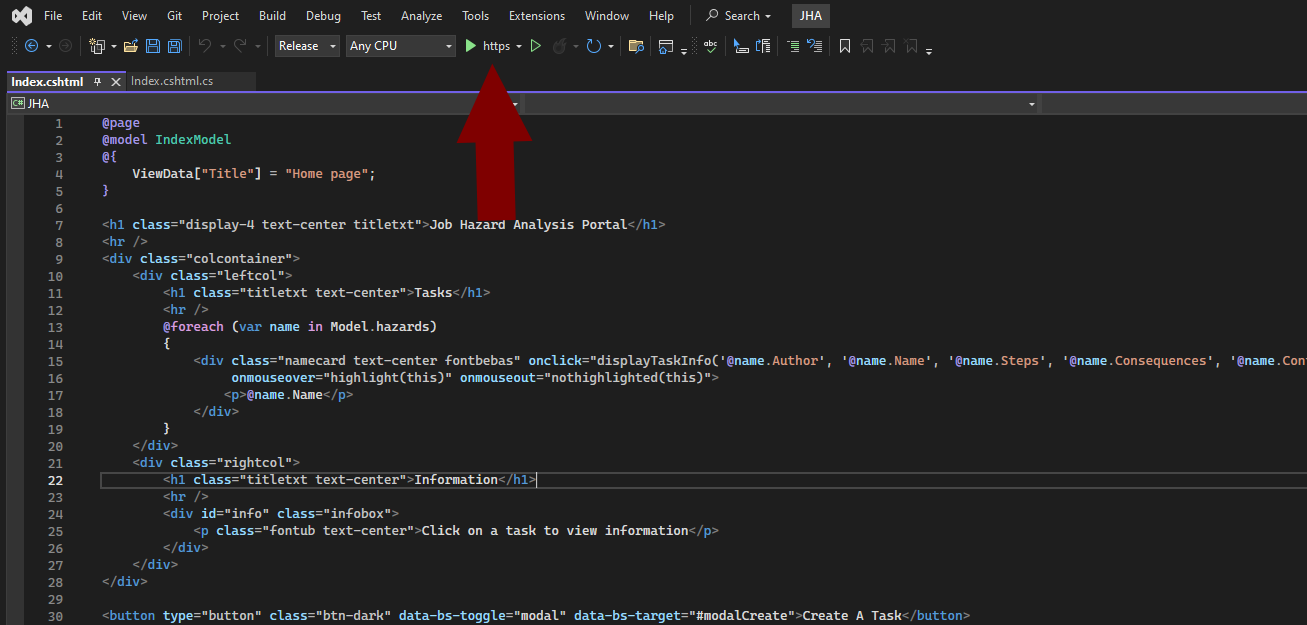 File Edit View Git Project Build Debug Test Analyze Tools Extensions Window Help Search JHA
Release Any CPU https abc
Index.cshtml Index.cshtml.cs
C# JHA
1 @page
2 @model IndexModel
3 @{
4 ViewData["Title"] = "Home page";
5 }
6
7 <h1 class="display-4 text-center titletxt">Job Hazard Analysis Portal</h1>
8 <hr />
9 <div class="colcontainer">
10 <div class="leftcol">
11 <h1 class="titletxt text-center">Tasks</h1>
12 <hr />
13 @foreach (var name in Model.hazards)
14 {
15 <div class="namecard text-center fontbebas" onclick="displayTaskInfo('@name.Author', '@name.Name', '@name.Steps', '@name.Consequences', '@name.Con
16 onmouseover="highlight(this)" onmouseout="nothighlighted(this)">
17 <p>@name.Name</p>
18 </div>
19 }
20 </div>
21 <div class="rightcol">
22 <h1 class="titletxt text-center">Information</h1>
23 <hr />
24 <div id="info" class="infobox">
25 <p class="fontub text-center">Click on a task to view information</p>
26 </div>
27 </div>
28 </div>
29
30 <button type="button" class="btn-dark" data-bs-toggle="modal" data-bs-target="#modalCreate">Create A Task</button>